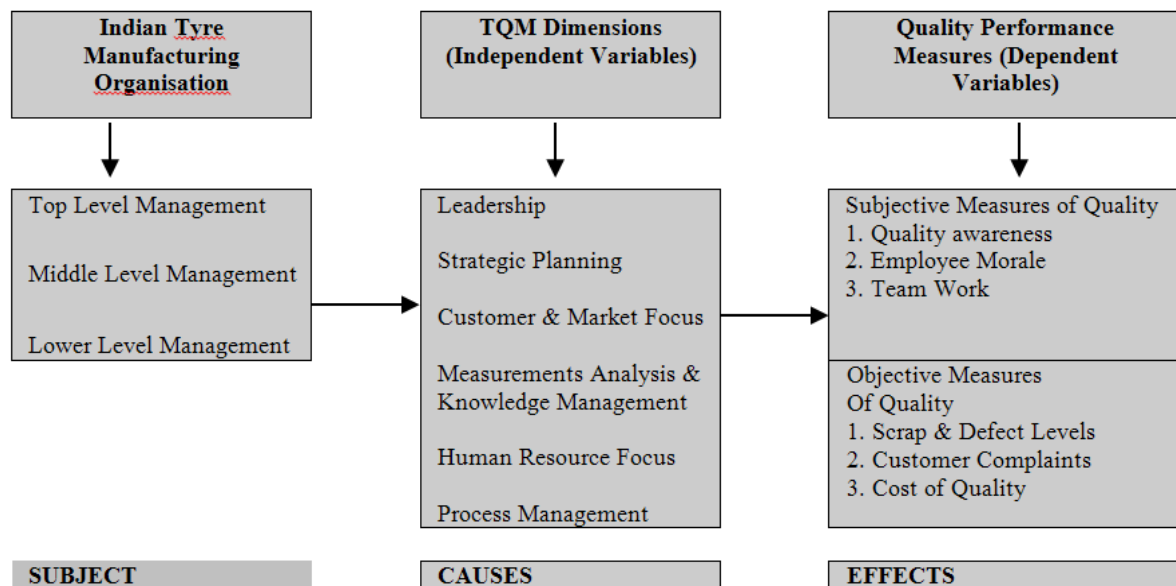 Indian Tyre
Manufacturing
Organisation
TQM Dimensions
(Independent Variables)
Quality Performance
Measures (Dependent
Variables)
Top Level Management
Middle Level Management
Lower Level Management
Leadership
Strategic Planning
Customer & Market Focus
Measurements Analysis &
Knowledge Management
Human Resource Focus
Process Management
Subjective Measures of Quality
1. Quality awareness
2. Employee Morale
3. Team Work
Objective Measures
Of Quality
1. Scrap & Defect Levels
2. Customer Complaints
3. Cost of Quality
SUBJECT
CAUSES
EFFECTS